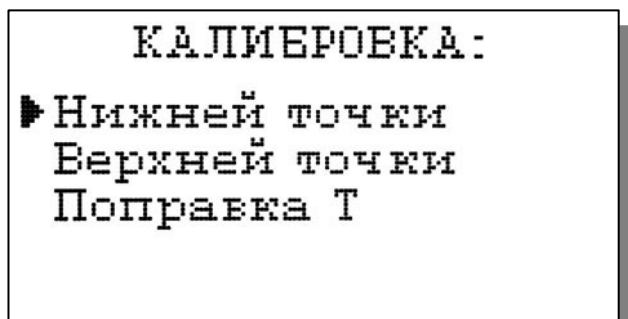 КАЛИБРОВКА:
Нижней точки
Верхней точки
Поправка Т